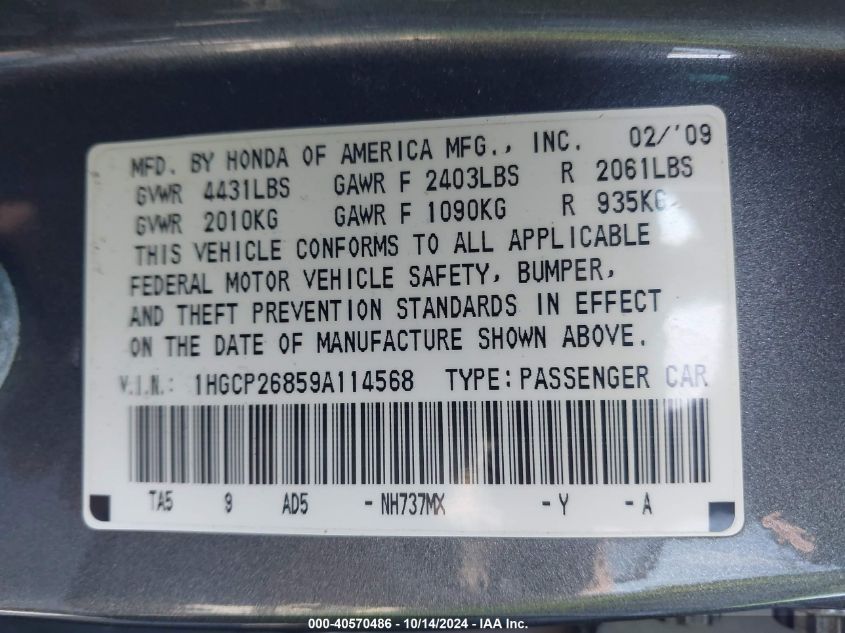 MFD. BY HONDA OF AMERICA MFG., INC. 02/'09
GVWR 4431LBS GAWR F 2403LBS R 2061LBS
GVWR 2010KG GAWR F 1090KG R 935KG
THIS VEHICLE CONFORMS TO ALL APPLICABLE
FEDERAL MOTOR VEHICLE SAFETY, BUMPER,
AND THEFT PREVENTION STANDARDS IN EFFECT
ON THE DATE OF MANUFACTURE SHOWN ABOVE.
V.I.N.: 1HGCP26859A114568 TYPE:PASSENGER CAR
TA5 9 AD5 -NH737MX -Y -A
000-40570486 - 10/14/2024 - IAA Inc.